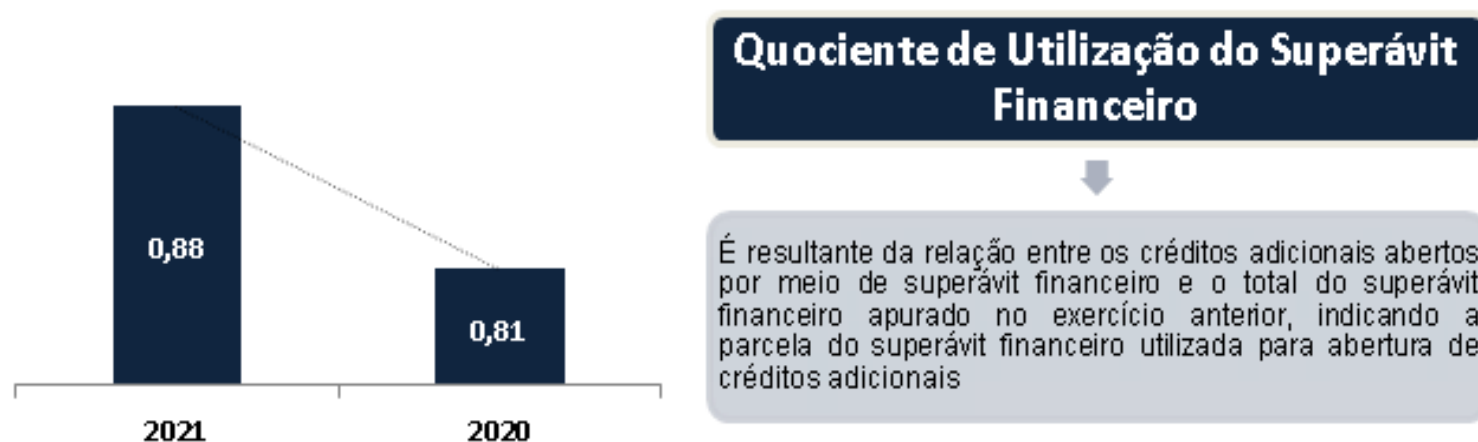 0,88
0,81
2021
2020
Quociente de Utilização do Superávit
Financeiro
É resultante da relação entre os créditos adicionais abertos
por meio de superávit financeiro e o total do superávit
financeiro apurado no exercício anterior, indicando a
parcela do superávit financeiro utilizada para abertura de
créditos adicionais